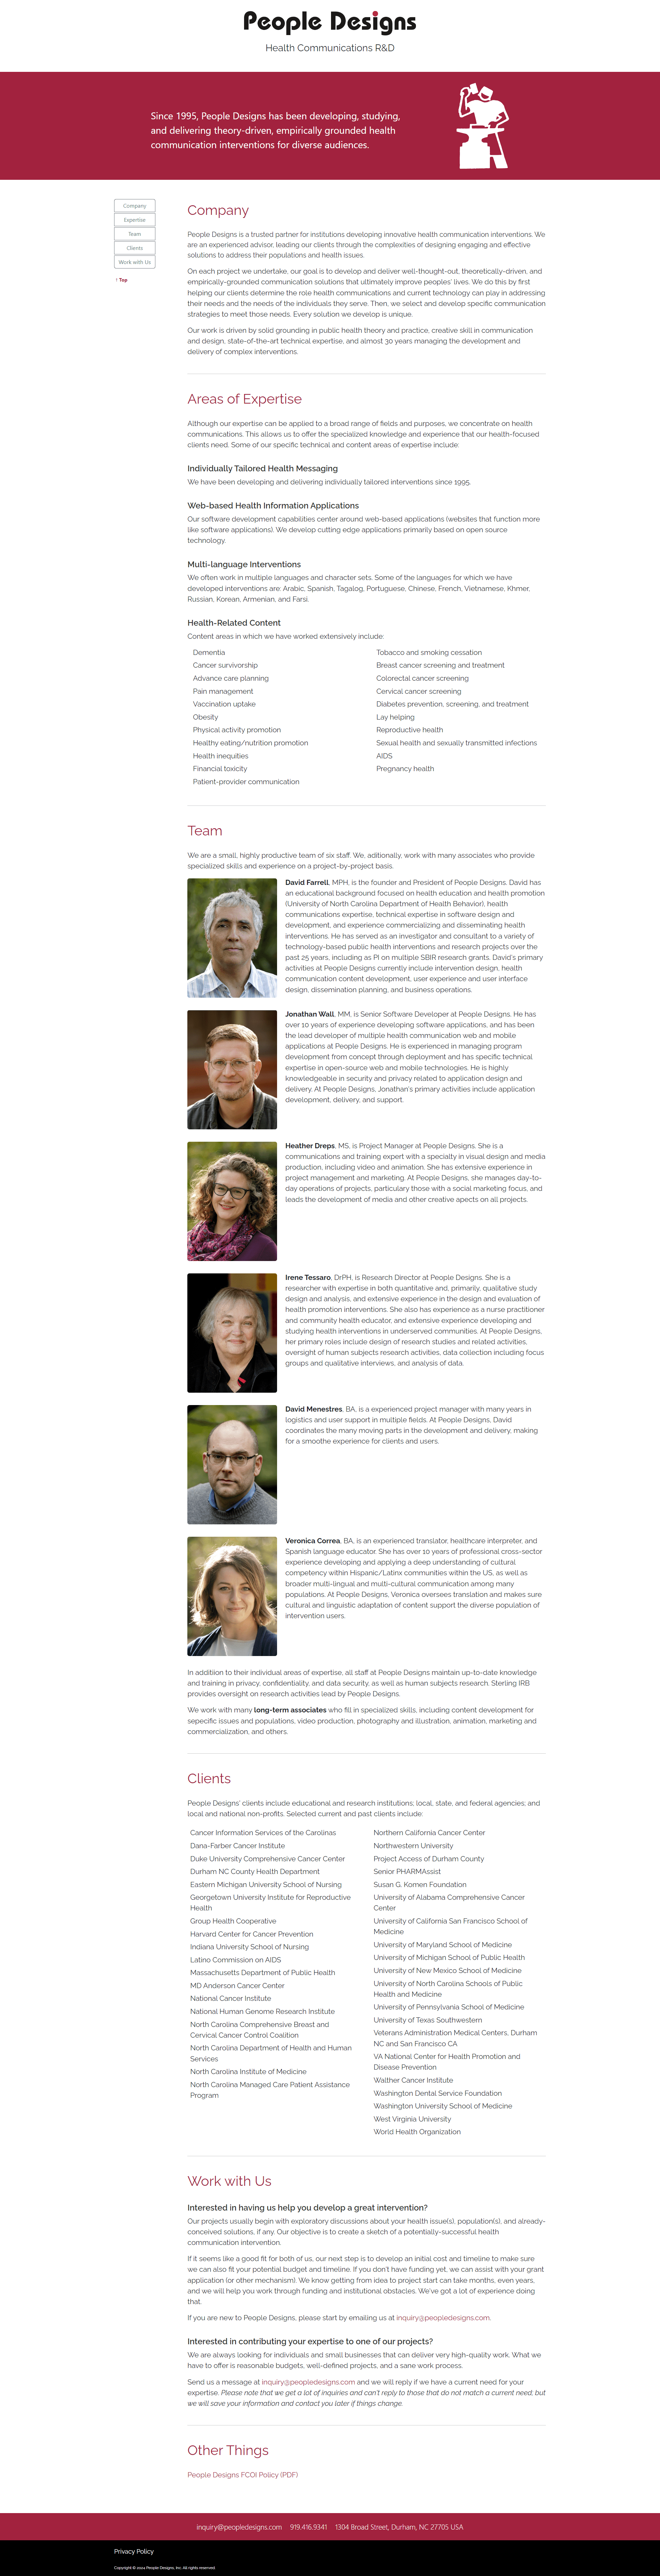 People Designs
Health Communications R&D
Since 1995, People Designs has been developing, studying,
and delivering theory-driven, empirically grounded health
communication interventions for diverse audiences.
Company
Expertise
Team
Clients
Work with Us
↑ Top
Company
People Designs is a trusted partner for institutions developing innovative health communication interventions. We
are an experienced advisor, leading our clients through the complexities of designing engaging and effective
solutions to address their populations and health issues.
On each project we undertake, our goal is to develop and deliver well-thought-out, theoretically-driven, and
empirically-grounded communication solutions that ultimately improve peoples' lives. We do this by first
helping our clients determine the role health communications and current technology can play in addressing
their needs and the needs of the individuals they serve. Then, we select and develop specific communication
strategies to meet those needs. Every solution we develop is unique.
Our work is driven by solid grounding in public health theory and practice, creative skill in communication
and design, state-of-the-art technical expertise, and almost 30 years managing the development and
delivery of complex interventions.
Areas of Expertise
Although our expertise can be applied to a broad range of fields and purposes, we concentrate on health
communications. This allows us to offer the specialized knowledge and experience that our health-focused
clients need. Some of our specific technical and content areas of expertise include:
Individually Tailored Health Messaging
We have been developing and delivering individually tailored interventions since 1995.
Web-based Health Information Applications
Our software development capabilities center around web-based applications (websites that function more
like software applications). We develop cutting edge applications primarily based on open source
technology.
Multi-language Interventions
We often work in multiple languages and character sets. Some of the languages for which we have
developed interventions are: Arabic, Spanish, Tagalog, Portuguese, Chinese, French, Vietnamese, Khmer,
Russian, Korean, Armenian, and Farsi.
Health-Related Content
Content areas in which we have worked extensively include:
Dementia
Cancer survivorship
Advance care planning
Pain management
Vaccination uptake
Obesity
Physical activity promotion
Healthy eating/nutrition promotion
Health inequities
Financial toxicity
Patient-provider communication
Tobacco and smoking cessation
Breast cancer screening and treatment
Colorectal cancer screening
Cervical cancer screening
Diabetes prevention, screening, and treatment
Lay helping
Reproductive health
Sexual health and sexually transmitted infections
AIDS
Pregnancy health
Team
We are a small, highly productive team of six staff. We, aditionally, work with many associates who provide
specialized skills and experience on a project-by-project basis.
David Farrell, MPH, is the founder and President of People Designs. David has
an educational background focused on health education and health promotion
(University of North Carolina Department of Health Behavior), health
communications expertise, technical expertise in software design and
development, and experience commercializing and disseminating health
interventions. He has served as an investigator and consultant to a variety of
technology-based public health interventions and research projects over the
past 25 years, including as PI on multiple SBIR research grants. David's primary
activities at People Designs currently include intervention design, health
communication content development, user experience and user interface
design, dissemination planning, and business operations.
Jonathan Wall, MM, is Senior Software Developer at People Designs. He has
over 10 years of experience developing software applications, and has been
the lead developer of multiple health communication web and mobile
applications at People Designs. He is experienced in managing program
development from concept through deployment and has specific technical
expertise in open-source web and mobile technologies. He is highly
knowledgeable in security and privacy related to application design and
delivery. At People Designs, Jonathan's primary activities include application
development, delivery, and support.
Heather Dreps, MS, is Project Manager at People Designs. She is a
communications and training expert with a specialty in visual design and media
production, including video and animation. She has extensive experience in
project management and marketing. At People Designs, she manages day-to-
day operations of projects, particulary those with a social marketing focus, and
leads the development of media and other creative apects on all projects.
Irene Tessaro, DrPH, is Research Director at People Designs. She is a
researcher with expertise in both quantitative and, primarily, qualitative study
design and analysis, and extensive experience in the design and evaluation of
health promotion interventions. She also has experience as a nurse practitioner
and community health educator, and extensive experience developing and
studying health interventions in underserved communities. At People Designs,
her primary roles include design of research studies and related activities,
oversight of human subjects research activities, data collection including focus
groups and qualitative interviews, and analysis of data.
David Menestres, BA, is a experienced project manager with many years in
logistics and user support in multiple fields. At People Designs, David
coordinates the many moving parts in the development and delivery, making
for a smoothe experience for clients and users.
Veronica Correa, BA, is an experienced translator, healthcare interpreter, and
Spanish language educator. She has over 10 years of professional cross-sector
experience developing and applying a deep understanding of cultural
competency within Hispanic/Latinx communities within the US, as well as
broader multi-lingual and multi-cultural communication among many
populations. At People Designs, Veronica oversees translation and makes sure
cultural and linguistic adaptation of content support the diverse population of
intervention users.
In additiion to their individual areas of expertise, all staff at People Designs maintain up-to-date knowledge
and training in privacy, confidentiality, and data security, as well as human subjects research. Sterling IRB
provides oversight on research activities lead by People Designs.
We work with many long-term associates who fill in specialized skills, including content development for
sepecific issues and populations, video production, photography and illustration, animation, marketing and
commercialization, and others.
Clients
People Designs' clients include educational and research institutions; local, state, and federal agencies; and
local and national non-profits. Selected current and past clients include:
Cancer Information Services of the Carolinas
Dana-Farber Cancer Institute
Duke University Comprehensive Cancer Center
Durham NC County Health Department
Eastern Michigan University School of Nursing
Georgetown University Institute for Reproductive
Health
Group Health Cooperative
Harvard Center for Cancer Prevention
Indiana University School of Nursing
Latino Commission on AIDS
Massachusetts Department of Public Health
MD Anderson Cancer Center
National Cancer Institute
National Human Genome Research Institute
North Carolina Comprehensive Breast and
Cervical Cancer Control Coalition
North Carolina Department of Health and Human
Services
North Carolina Institute of Medicine
North Carolina Managed Care Patient Assistance
Program
Northern California Cancer Center
Northwestern University
Project Access of Durham County
Senior PHARMAssist
Susan G. Komen Foundation
University of Alabama Comprehensive Cancer
Center
University of California San Francisco School of
Medicine
University of Maryland School of Medicine
University of Michigan School of Public Health
University of New Mexico School of Medicine
University of North Carolina Schools of Public
Health and Medicine
University of Pennsylvania School of Medicine
University of Texas Southwestern
Veterans Administration Medical Centers, Durham
NC and San Francisco CA
VA National Center for Health Promotion and
Disease Prevention
Walther Cancer Institute
Washington Dental Service Foundation
Washington University School of Medicine
West Virginia University
World Health Organization
Work with Us
Interested in having us help you develop a great intervention?
Our projects usually begin with exploratory discussions about your health issue(s), population(s), and already-
conceived solutions, if any. Our objective is to create a sketch of a potentially-successful health
communication intervention.
If it seems like a good fit for both of us, our next step is to develop an initial cost and timeline to make sure
we can also fit your potential budget and timeline. If you don't have funding yet, we can assist with your grant
application (or other mechanism). We know getting from idea to project start can take months, even years,
and we will help you work through funding and institutional obstacles. We've got a lot of experience doing
that.
If you are new to People Designs, please start by emailing us at inquiry@peopledesigns.com.
Interested in contributing your expertise to one of our projects?
We are always looking for individuals and small businesses that can deliver very high-quality work. What we
have to offer is reasonable budgets, well-defined projects, and a sane work process.
Send us a message at inquiry@peopledesigns.com and we will reply if we have a current need for your
expertise. Please note that we get a lot of inquiries and can't reply to those that do not match a current need; but
we will save your information and contact you later if things change.
Other Things
People Designs FCOI Policy (PDF)
inquiry@peopledesigns.com 919.416.9341 1304 Broad Street, Durham, NC 27705 USA
Privacy Policy
Copyright © 2024 People Designs, Inc. All rights reserved.